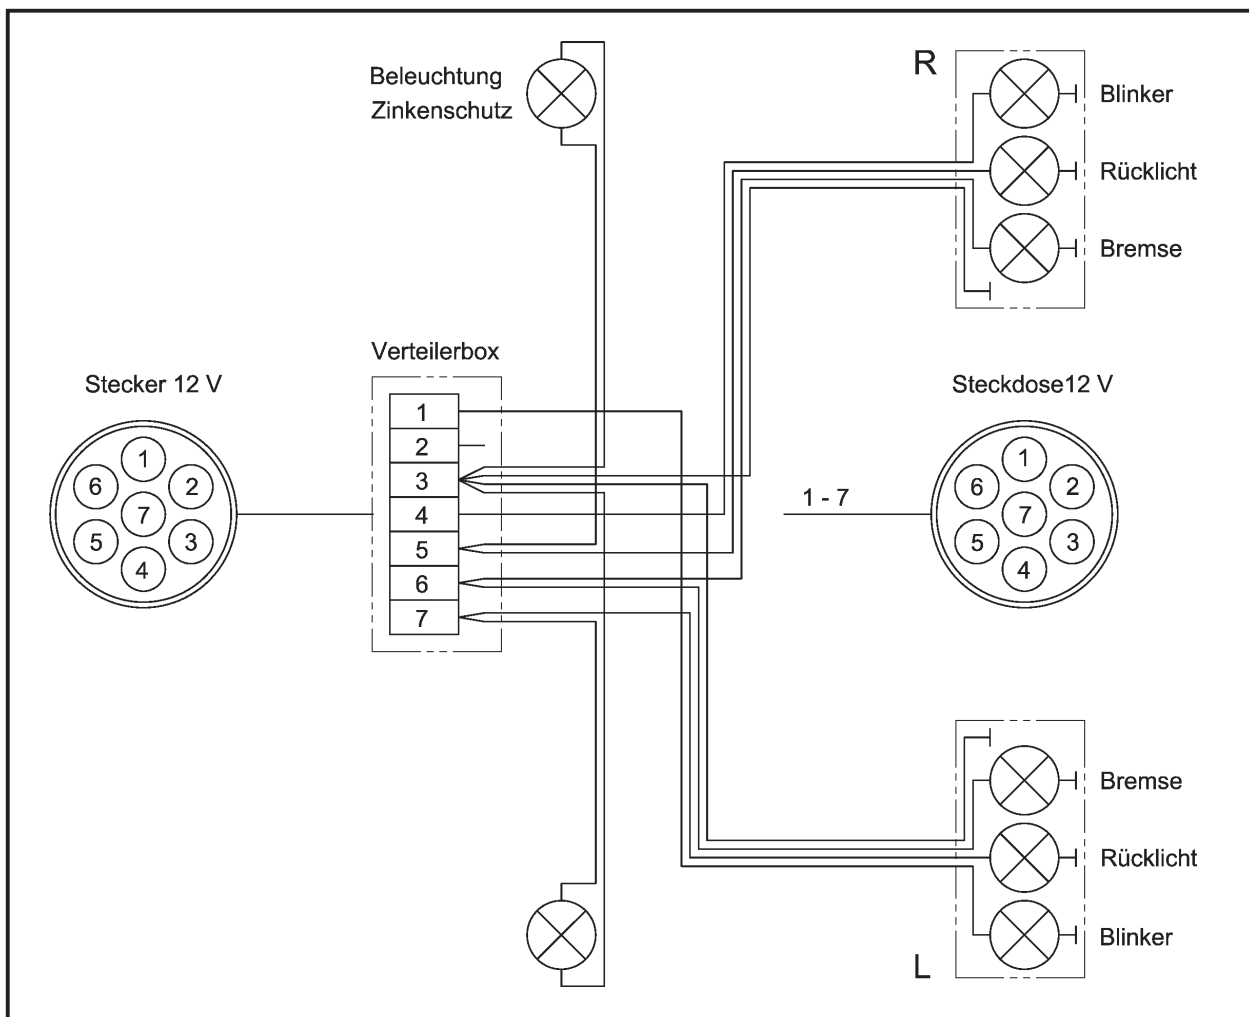 Beleuchtung
Zinkenschutz
R
Blinker
Rücklicht
Bremse
Verteilerbox
1
2
3
4
5
6
7
Stecker 12 V
1
2
3
4
5
6
7
1 - 7
Steckdose12 V
1
2
3
4
5
6
7
Bremse
Rücklicht
Blinker
L